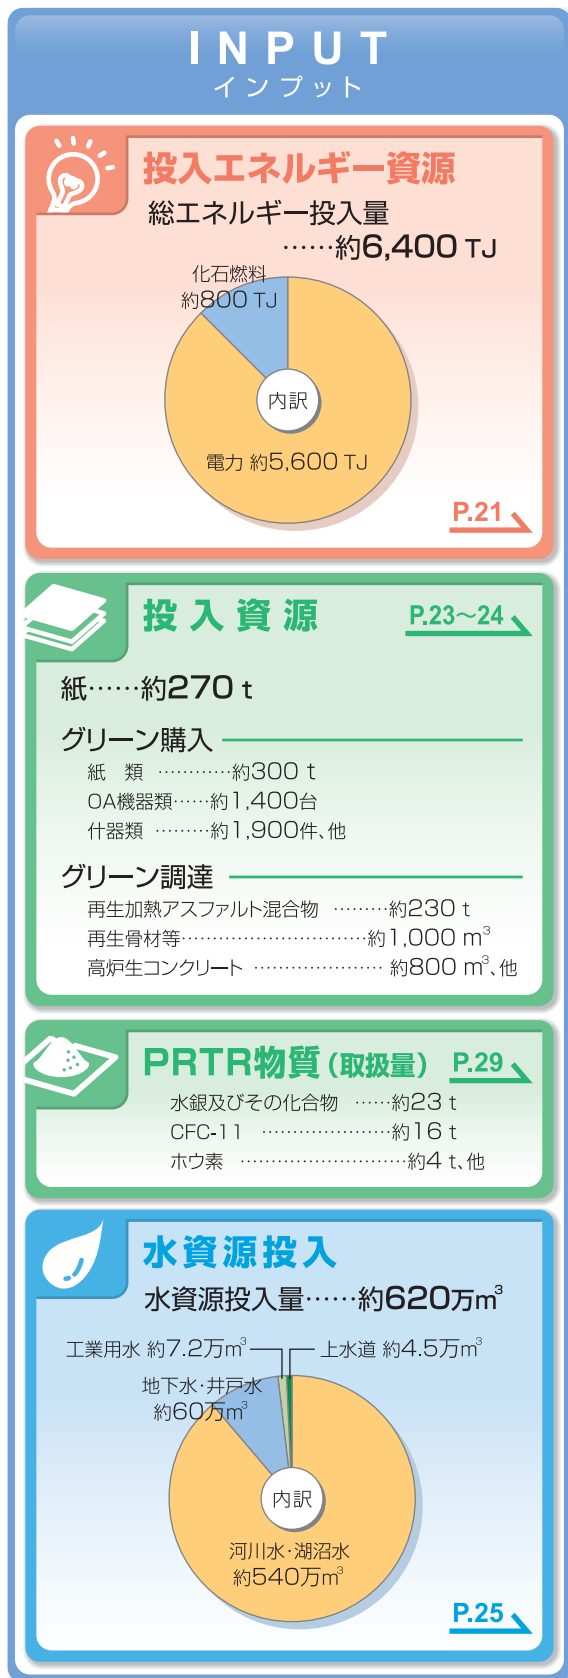 INPUT
インプット
投入エネルギー資源
総エネルギー投入量
……約6,400 TJ
化石燃料
約800 TJ
内訳
電力 約5,600 TJ
P.21
投入資源
P.23～24
紙……約270 t
グリーン購入
紙　類 …………約300 t
OA機器類……約1,400台
什器類 ………約1,900件、他
グリーン調達
再生加熱アスファルト混合物 ………約230 t
再生骨材等…………………………約1,000 m³
高炉生コンクリート ………………… 約800 m³、他
PRTR物質（取扱量）
P.29
水銀及びその化合物 ……約23 t
CFC-11 …………………約16 t
ホウ素 ………………………約4 t、他
水資源投入
水資源投入量……約620万m³
工業用水 約7.2万m³
上水道 約4.5万m³
地下水・井戸水
約60万m³
内訳
河川水・湖沼水
約540万m³
P.25